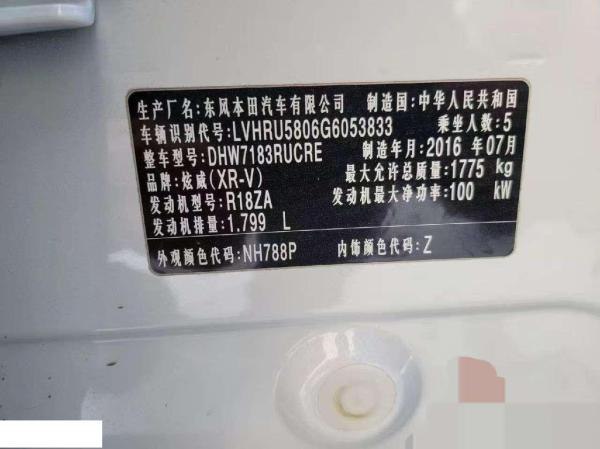 生产厂名:东风本田汽车有限公司 制造国:中华人民共和国
车辆识别代号:LVHRU5806G6053833 乘坐人数:5
整车型号:DHW7183RUCRE 制造年月:2016 年07月
品牌:炫威(XR-V) 最大允许总质量:1775 kg
发动机型号:R18ZA 发动机最大净功率:100 kW
发动机排量:1.799 L
外观颜色代码:NH788P 内饰颜色代码:Z